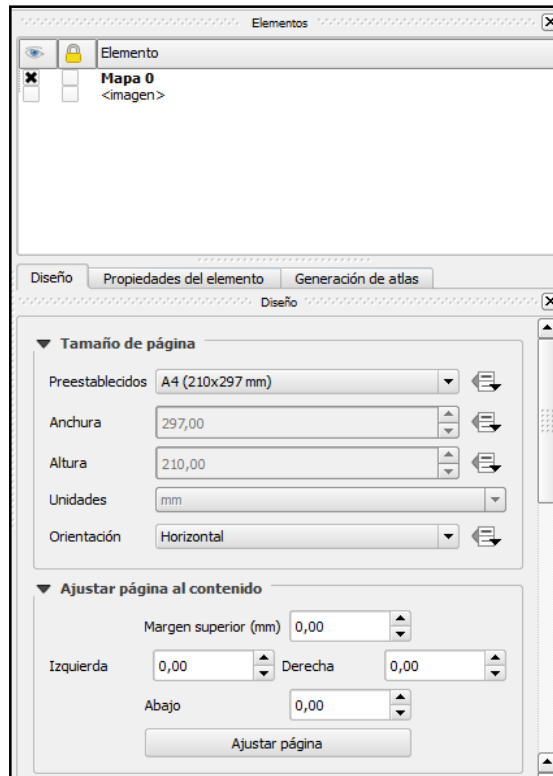 Elementos
Elemento
Mapa 0
<imagen>
Diseño Propiedades del elemento Generación de atlas
Diseño
Tamaño de página
Preestablecidos A4 (210x297 mm)
Anchura 297,00
Altura 210,00
Unidades mm
Orientación Horizontal
Ajustar página al contenido
Margen superior (mm) 0,00
Izquierda 0,00 Derecha 0,00
Abajo 0,00
Ajustar página